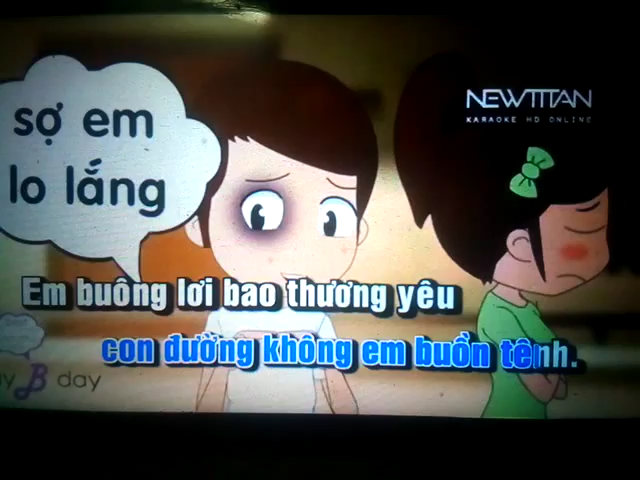 NEWTITAN
KARAOKE HD ONLINE
sợ em
lo lắng
Em buông lơi bao thương yêu
con đường không em buồn tênh.
B day